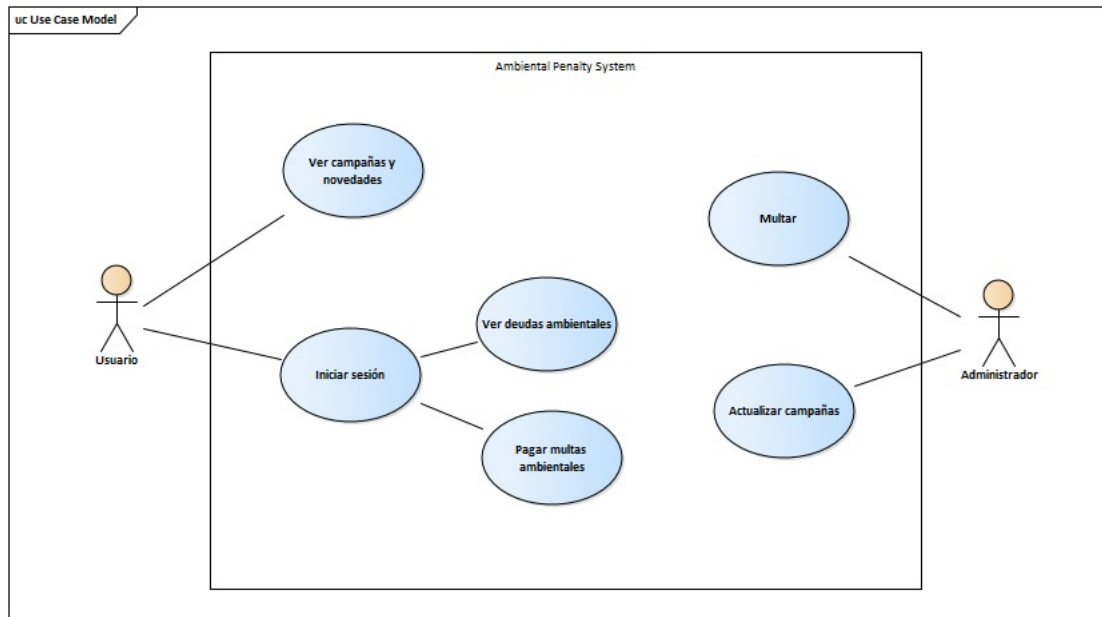 uc Use Case Model
Ambiental Penalty System
Ver campañas y
novedades
Multar
Usuario
Iniciar sesión
Ver deudas ambientales
Pagar multas
ambientales
Administrador
Actualizar campañas